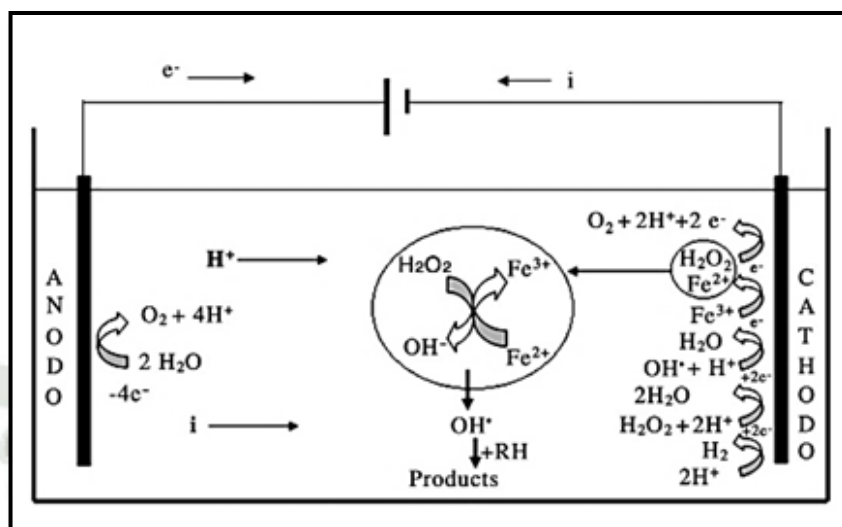 e⁻
i
ANODO
H⁺
O₂ + 4H⁺
2 H₂O
-4e⁻
i
H₂O₂
Fe³⁺
OH⁻
Fe²⁺
OH•
+RH
Products
O₂ + 2H⁺+2 e⁻
H₂O₂
e⁻
Fe²⁺
Fe³⁺
e⁻
H₂O
OH•+ H⁺
+2e⁻
2H₂O
H₂O₂ + 2H⁺
+2e⁻
H₂
2H⁺
CATHODO